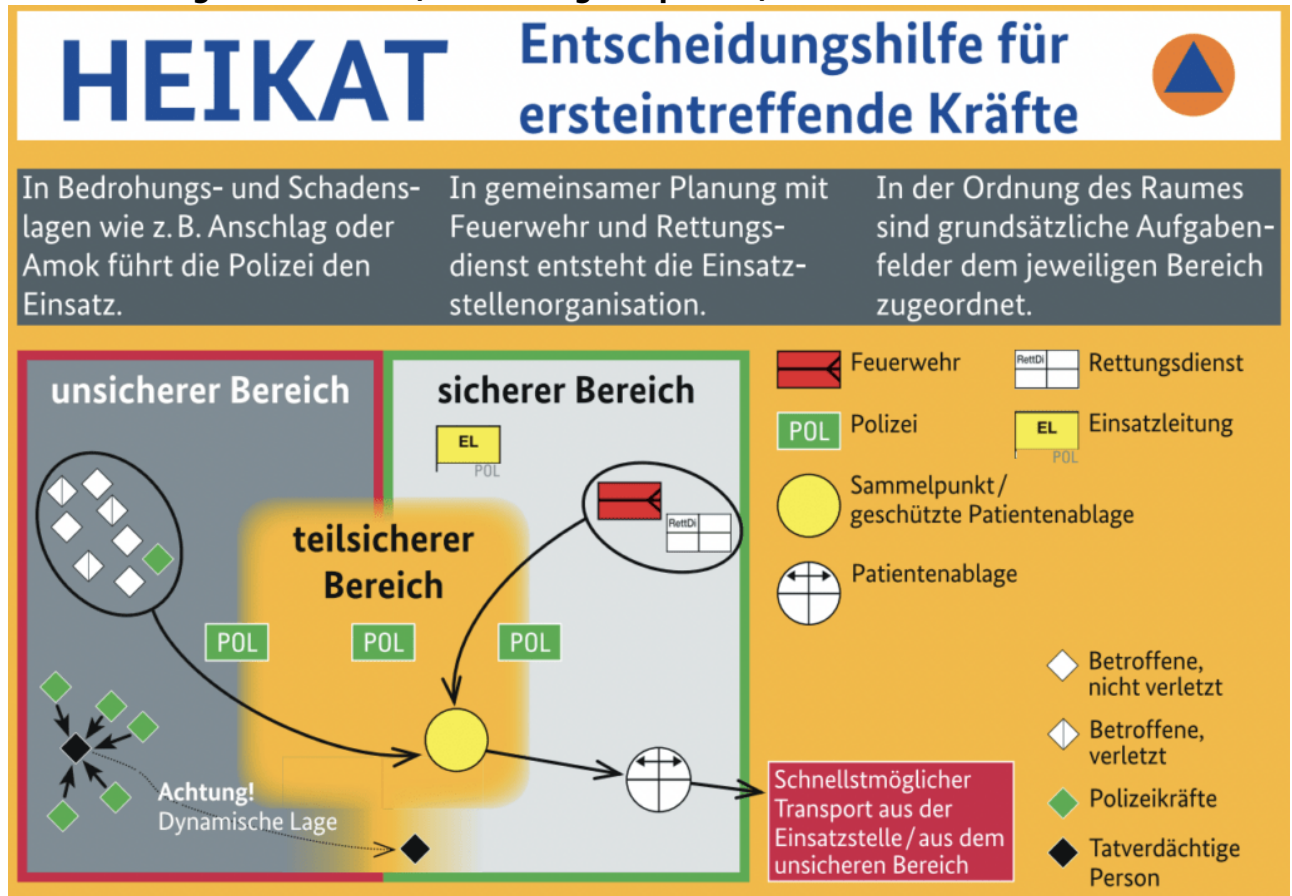 HEIKAT
Entscheidungshilfe für
ersteintreffende Kräfte
In Bedrohungs- und Schadens-
lagen wie z. B. Anschlag oder
Amok führt die Polizei den
Einsatz.
In gemeinsamer Planung mit
Feuerwehr und Rettungs-
dienst entsteht die Einsatz-
stellenorganisation.
In der Ordnung des Raumes
sind grundsätzliche Aufgaben-
felder dem jeweiligen Bereich
zugeordnet.
unsicherer Bereich
sicherer Bereich
EL
POL
RettDi
teilsicherer
Bereich
POL
POL
POL
Achtung!
Dynamische Lage
Feuerwehr
RettDi
Rettungsdienst
POL
Polizei
EL
POL
Einsatzleitung
Sammelpunkt /
geschützte Patientenablage
Patientenablage
Betroffene,
nicht verletzt
Betroffene,
verletzt
Polizeikräfte
Tatverdächtige
Person
Schnellstmöglicher
Transport aus der
Einsatzstelle / aus dem
unsicheren Bereich